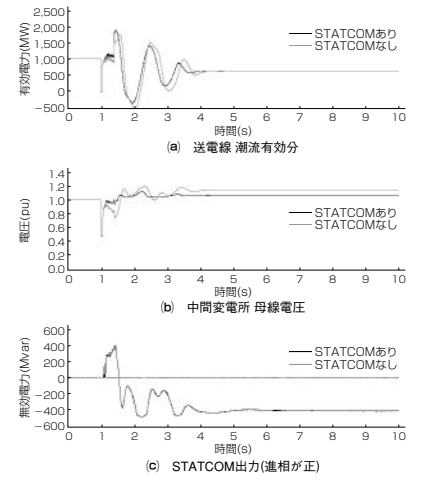 2,500
2,000
1,500
1,000
500
0
−500
有効電力(MW)
STATCOMあり
STATCOMなし
0 1 2 3 4 5 6 7 8 9 10
時間(s)
(a) 送電線 潮流有効分
1.4
1.2
1.0
0.8
0.6
0.4
0.2
0.0
電圧(pu)
STATCOMあり
STATCOMなし
0 1 2 3 4 5 6 7 8 9 10
時間(s)
(b) 中間変電所 母線電圧
600
400
200
0
−200
−400
−600
無効電力(Mvar)
STATCOMあり
STATCOMなし
0 1 2 3 4 5 6 7 8 9 10
時間(s)
(c) STATCOM出力(進相が正)